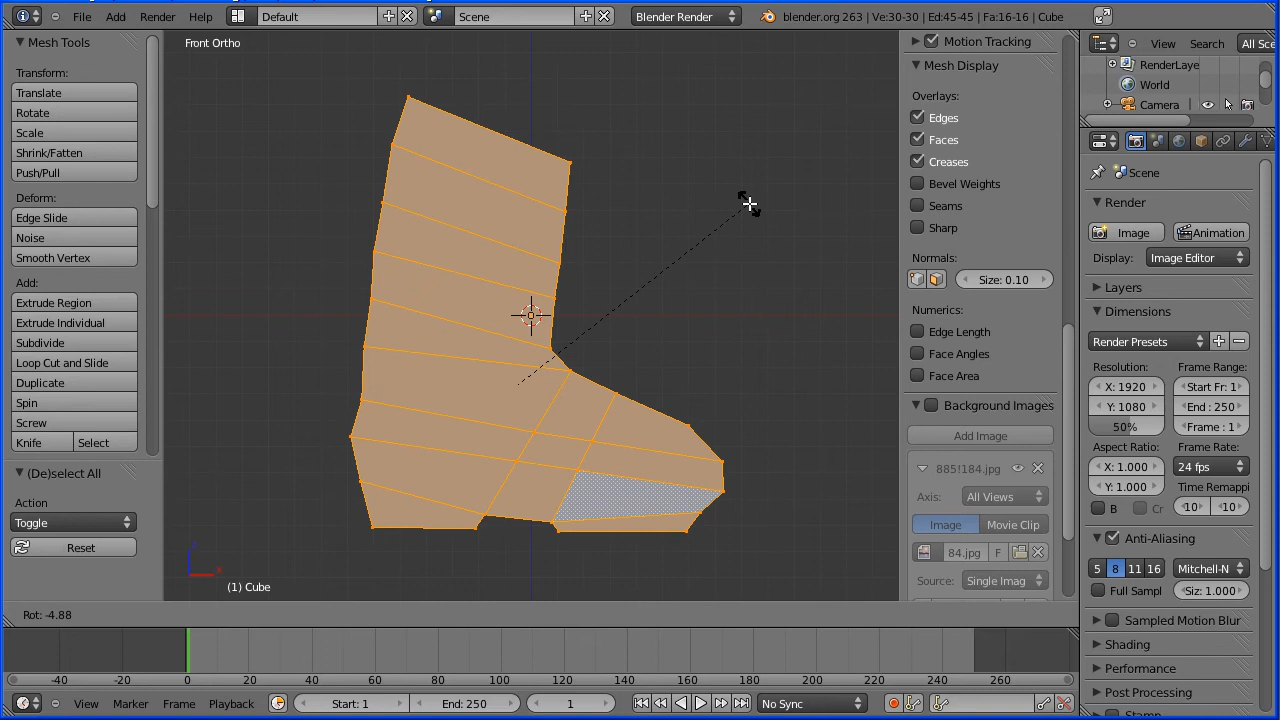 File Add Render Help Default Scene Blender Render blender.org 263 | Ve:30-30 | Ed:45-45 | Fa:16-16 | Cube
Mesh Tools
Transform:
Translate
Rotate
Scale
Shrink/Fatten
Push/Pull
Deform:
Edge Slide
Noise
Smooth Vertex
Add:
Extrude Region
Extrude Individual
Subdivide
Loop Cut and Slide
Duplicate
Spin
Screw
Knife Select
(De)select All
Action
Toggle
Reset
Front Ortho
(1) Cube
Rot: -4.88
Motion Tracking
Mesh Display
Overlays:
Edges
Faces
Creases
Bevel Weights
Seams
Sharp
Normals:
Size: 0.10
Numerics:
Edge Length
Face Angles
Face Area
Background Images
Add Image
885!184.jpg
Axis: All Views
Image Movie Clip
84.jpg F
Source: Single Imag
View Search All Sce
RenderLaye
World
Camera
Scene
Render
Image Animation
Display: Image Editor
Layers
Dimensions
Render Presets
Resolution: Frame Range:
X: 1920 Start Fr: 1
Y: 1080 End : 250
50% Frame : 1
Aspect Ratio: Frame Rate:
X: 1.000 24 fps
Y: 1.000 Time Remappi
B Cr 10 10
Anti-Aliasing
5 8 11 16 Mitchell-N
Full Sampl Siz: 1.000
Sampled Motion Blur
Shading
Performance
Post Processing
-40 -20 0 20 40 60 80 100 120 140 160 180 200 220 240 260
View Marker Frame Playback Start: 1 End: 250 1 No Sync